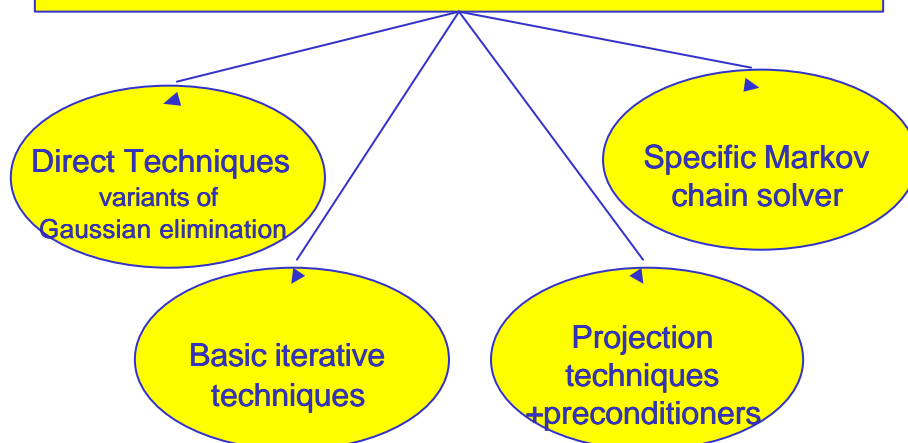 Direct Techniques
variants of
Gaussian elimination
Specific Markov
chain solver
Basic iterative
techniques
Projection
techniques
+preconditioners